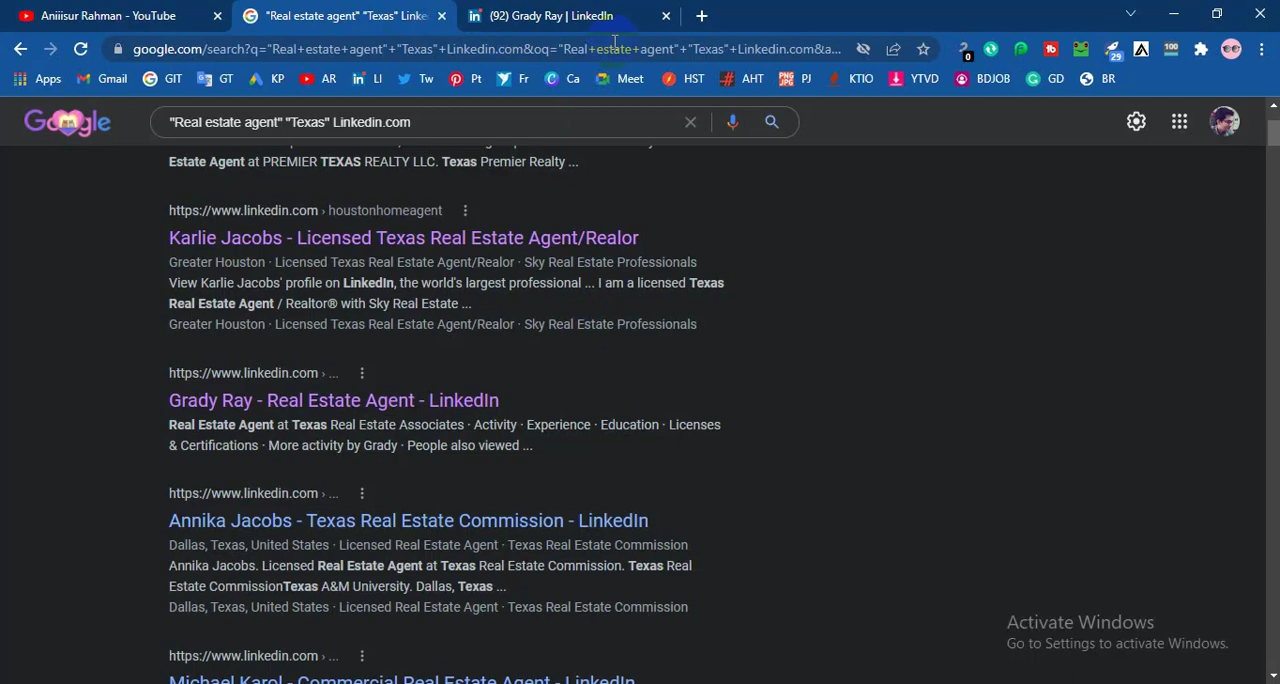 Aniiisur Rahman - YouTube
"Real estate agent" "Texas" Linke
(92) Grady Ray | LinkedIn
google.com/search?q="Real+estate+agent"+"Texas"+Linkedin.com&oq="Real+estate+agent"+"Texas"+Linkedin.com&a...
0
29
100
Apps Gmail GIT GT KP AR LI Tw Pt Fr Ca Meet HST AHT PJ KTIO YTVD BDJOB GD BR
"Real estate agent" "Texas" Linkedin.com
Estate Agent at PREMIER TEXAS REALTY LLC. Texas Premier Realty ...
https://www.linkedin.com › houstonhomeagent
Karlie Jacobs - Licensed Texas Real Estate Agent/Realor
Greater Houston · Licensed Texas Real Estate Agent/Realor · Sky Real Estate Professionals
View Karlie Jacobs' profile on LinkedIn, the world's largest professional ... I am a licensed Texas
Real Estate Agent / Realtor® with Sky Real Estate ...
Greater Houston · Licensed Texas Real Estate Agent/Realor · Sky Real Estate Professionals
https://www.linkedin.com › ...
Grady Ray - Real Estate Agent - LinkedIn
Real Estate Agent at Texas Real Estate Associates · Activity · Experience · Education · Licenses
& Certifications · More activity by Grady · People also viewed ...
https://www.linkedin.com › ...
Annika Jacobs - Texas Real Estate Commission - LinkedIn
Dallas, Texas, United States · Licensed Real Estate Agent · Texas Real Estate Commission
Annika Jacobs. Licensed Real Estate Agent at Texas Real Estate Commission. Texas Real
Estate CommissionTexas A&M University. Dallas, Texas ...
Dallas, Texas, United States · Licensed Real Estate Agent · Texas Real Estate Commission
Activate Windows
Go to Settings to activate Windows.
https://www.linkedin.com › ...
Michael Karol - Commercial Real Estate Agent - LinkedIn